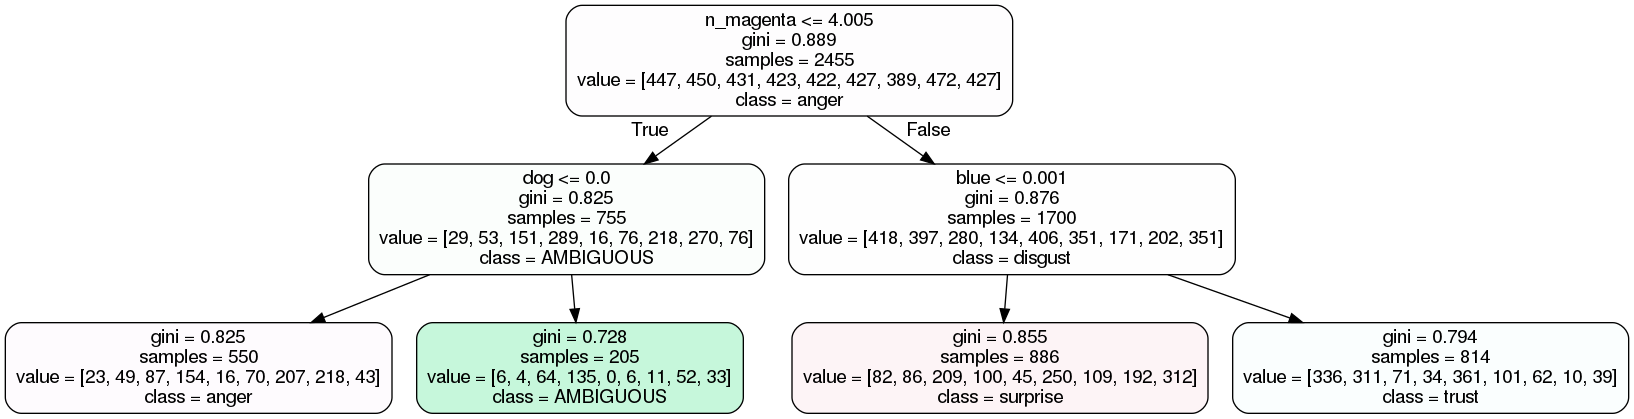 n_magenta <= 4.005
gini = 0.889
samples = 2455
value = [447, 450, 431, 423, 422, 427, 389, 472, 427]
class = anger
True
False
dog <= 0.0
gini = 0.825
samples = 755
value = [29, 53, 151, 289, 16, 76, 218, 270, 76]
class = AMBIGUOUS
blue <= 0.001
gini = 0.876
samples = 1700
value = [418, 397, 280, 134, 406, 351, 171, 202, 351]
class = disgust
gini = 0.825
samples = 550
value = [23, 49, 87, 154, 16, 70, 207, 218, 43]
class = anger
gini = 0.728
samples = 205
value = [6, 4, 64, 135, 0, 6, 11, 52, 33]
class = AMBIGUOUS
gini = 0.855
samples = 886
value = [82, 86, 209, 100, 45, 250, 109, 192, 312]
class = surprise
gini = 0.794
samples = 814
value = [336, 311, 71, 34, 361, 101, 62, 10, 39]
class = trust